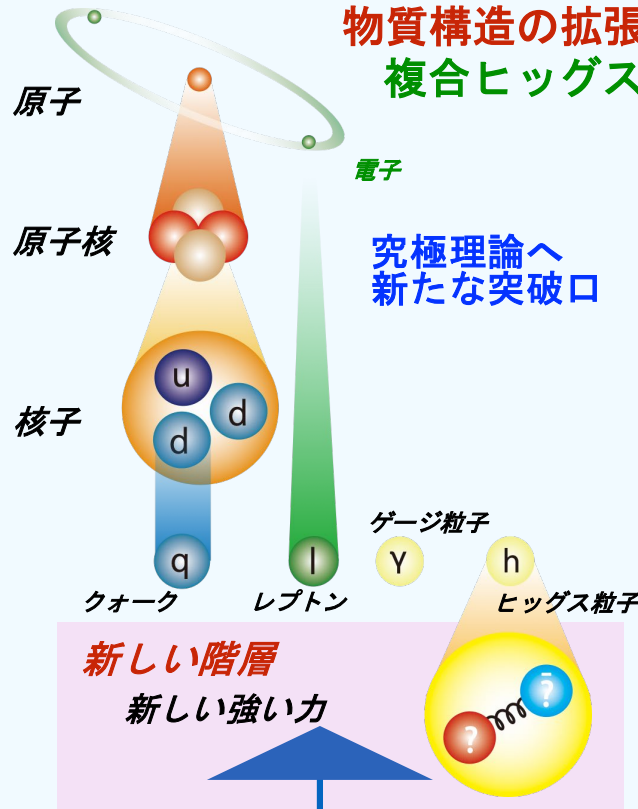 物質構造の拡張
複合ヒッグス
原子
電子
原子核
究極理論へ
新たな突破口
u
d
d
核子
ゲージ粒子
q
l
γ
h
クォーク
レプトン
ヒッグス粒子
新しい階層
新しい強い力
?
?̄